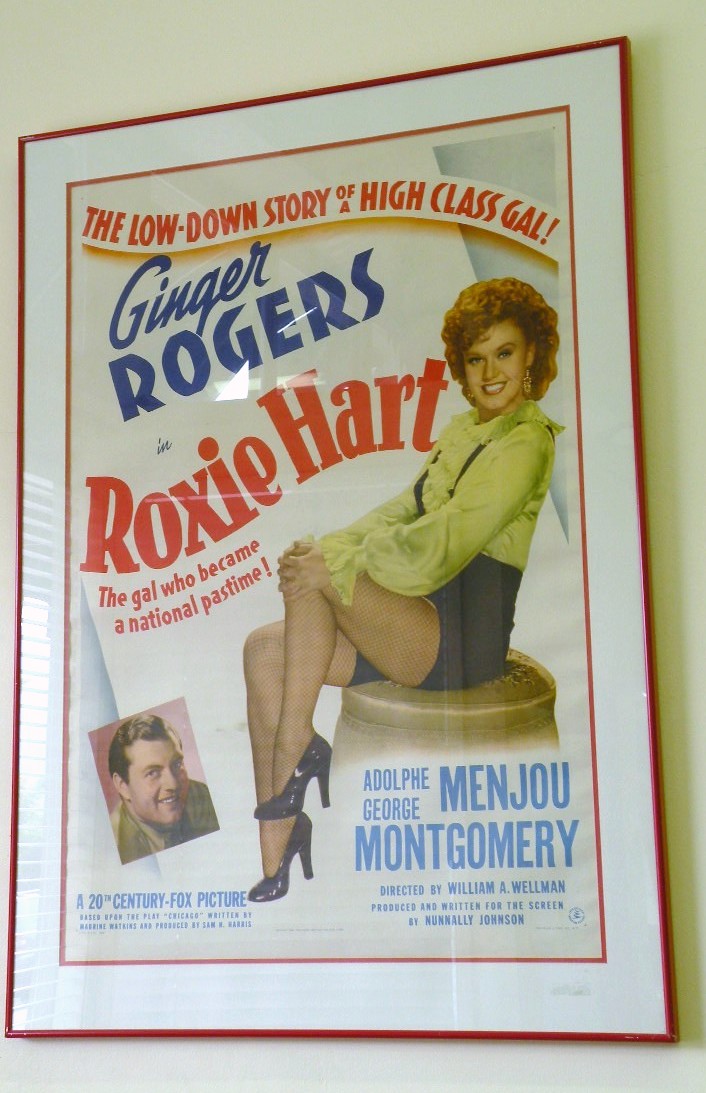 THE LOW-DOWN STORY OF A HIGH CLASS GAL!
Ginger
ROGERS
in
Roxie Hart
The gal who became
a national pastime!
ADOLPHE MENJOU
GEORGE
MONTGOMERY
A 20TH CENTURY-FOX PICTURE
BASED UPON THE PLAY "CHICAGO" WRITTEN BY
MAURINE WATKINS AND PRODUCED BY SAM H. HARRIS
DIRECTED BY WILLIAM A. WELLMAN
PRODUCED AND WRITTEN FOR THE SCREEN
BY NUNNALLY JOHNSON